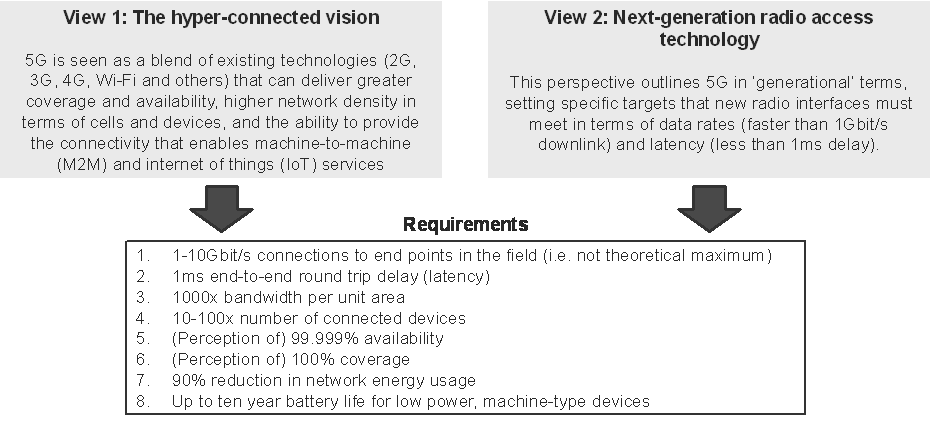 View 1: The hyper-connected vision
5G is seen as a blend of existing technologies (2G,
3G, 4G, Wi-Fi and others) that can deliver greater
coverage and availability, higher network density in
terms of cells and devices, and the ability to provide
the connectivity that enables machine-to-machine
(M2M) and internet of things (IoT) services
View 2: Next-generation radio access
technology
This perspective outlines 5G in 'generational' terms,
setting specific targets that new radio interfaces must
meet in terms of data rates (faster than 1Gbit/s
downlink) and latency (less than 1ms delay).
Requirements
1. 1-10Gbit/s connections to end points in the field (i.e. not theoretical maximum)
2. 1ms end-to-end round trip delay (latency)
3. 1000x bandwidth per unit area
4. 10-100x number of connected devices
5. (Perception of) 99.999% availability
6. (Perception of) 100% coverage
7. 90% reduction in network energy usage
8. Up to ten year battery life for low power, machine-type devices